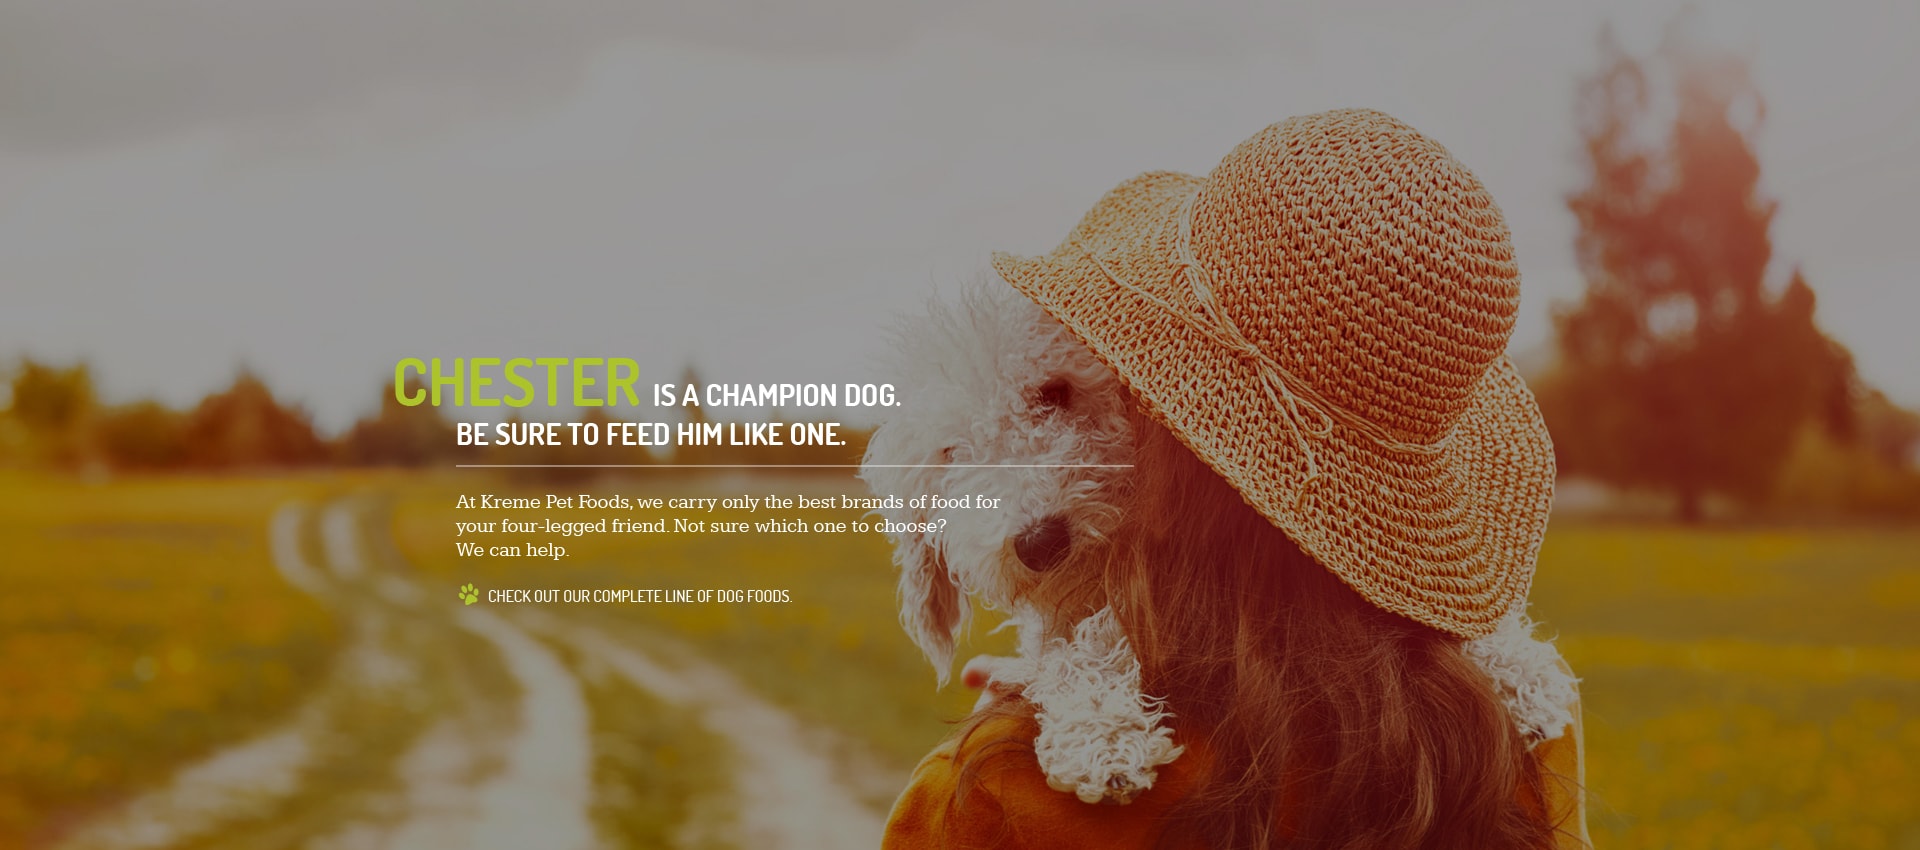 CHESTER IS A CHAMPION DOG.
BE SURE TO FEED HIM LIKE ONE.
At Kreme Pet Foods, we carry only the best brands of food for
your four-legged friend. Not sure which one to choose?
We can help.
CHECK OUT OUR COMPLETE LINE OF DOG FOODS.